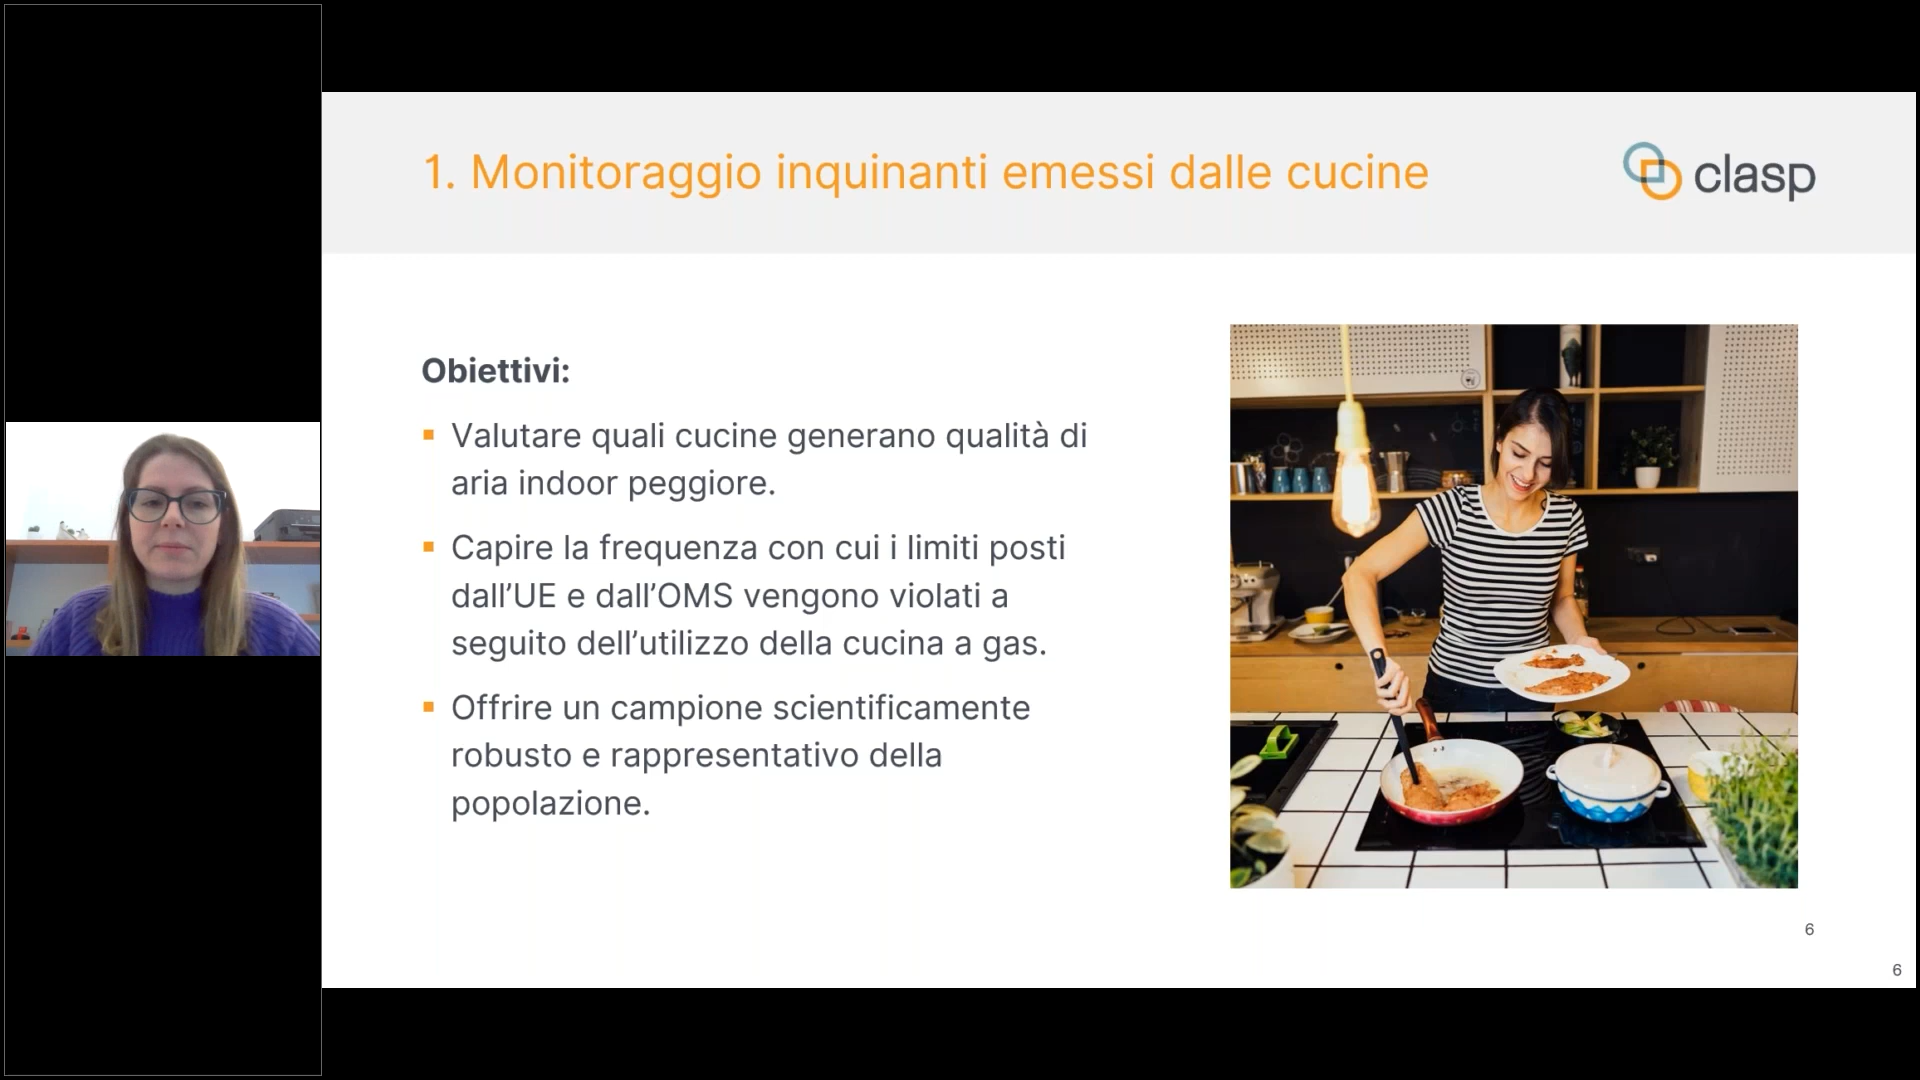 1. Monitoraggio inquinanti emessi dalle cucine
clasp
Obiettivi:
▪ Valutare quali cucine generano qualità di
aria indoor peggiore.
▪ Capire la frequenza con cui i limiti posti
dall’UE e dall’OMS vengono violati a
seguito dell’utilizzo della cucina a gas.
▪ Offrire un campione scientificamente
robusto e rappresentativo della
popolazione.
6
6